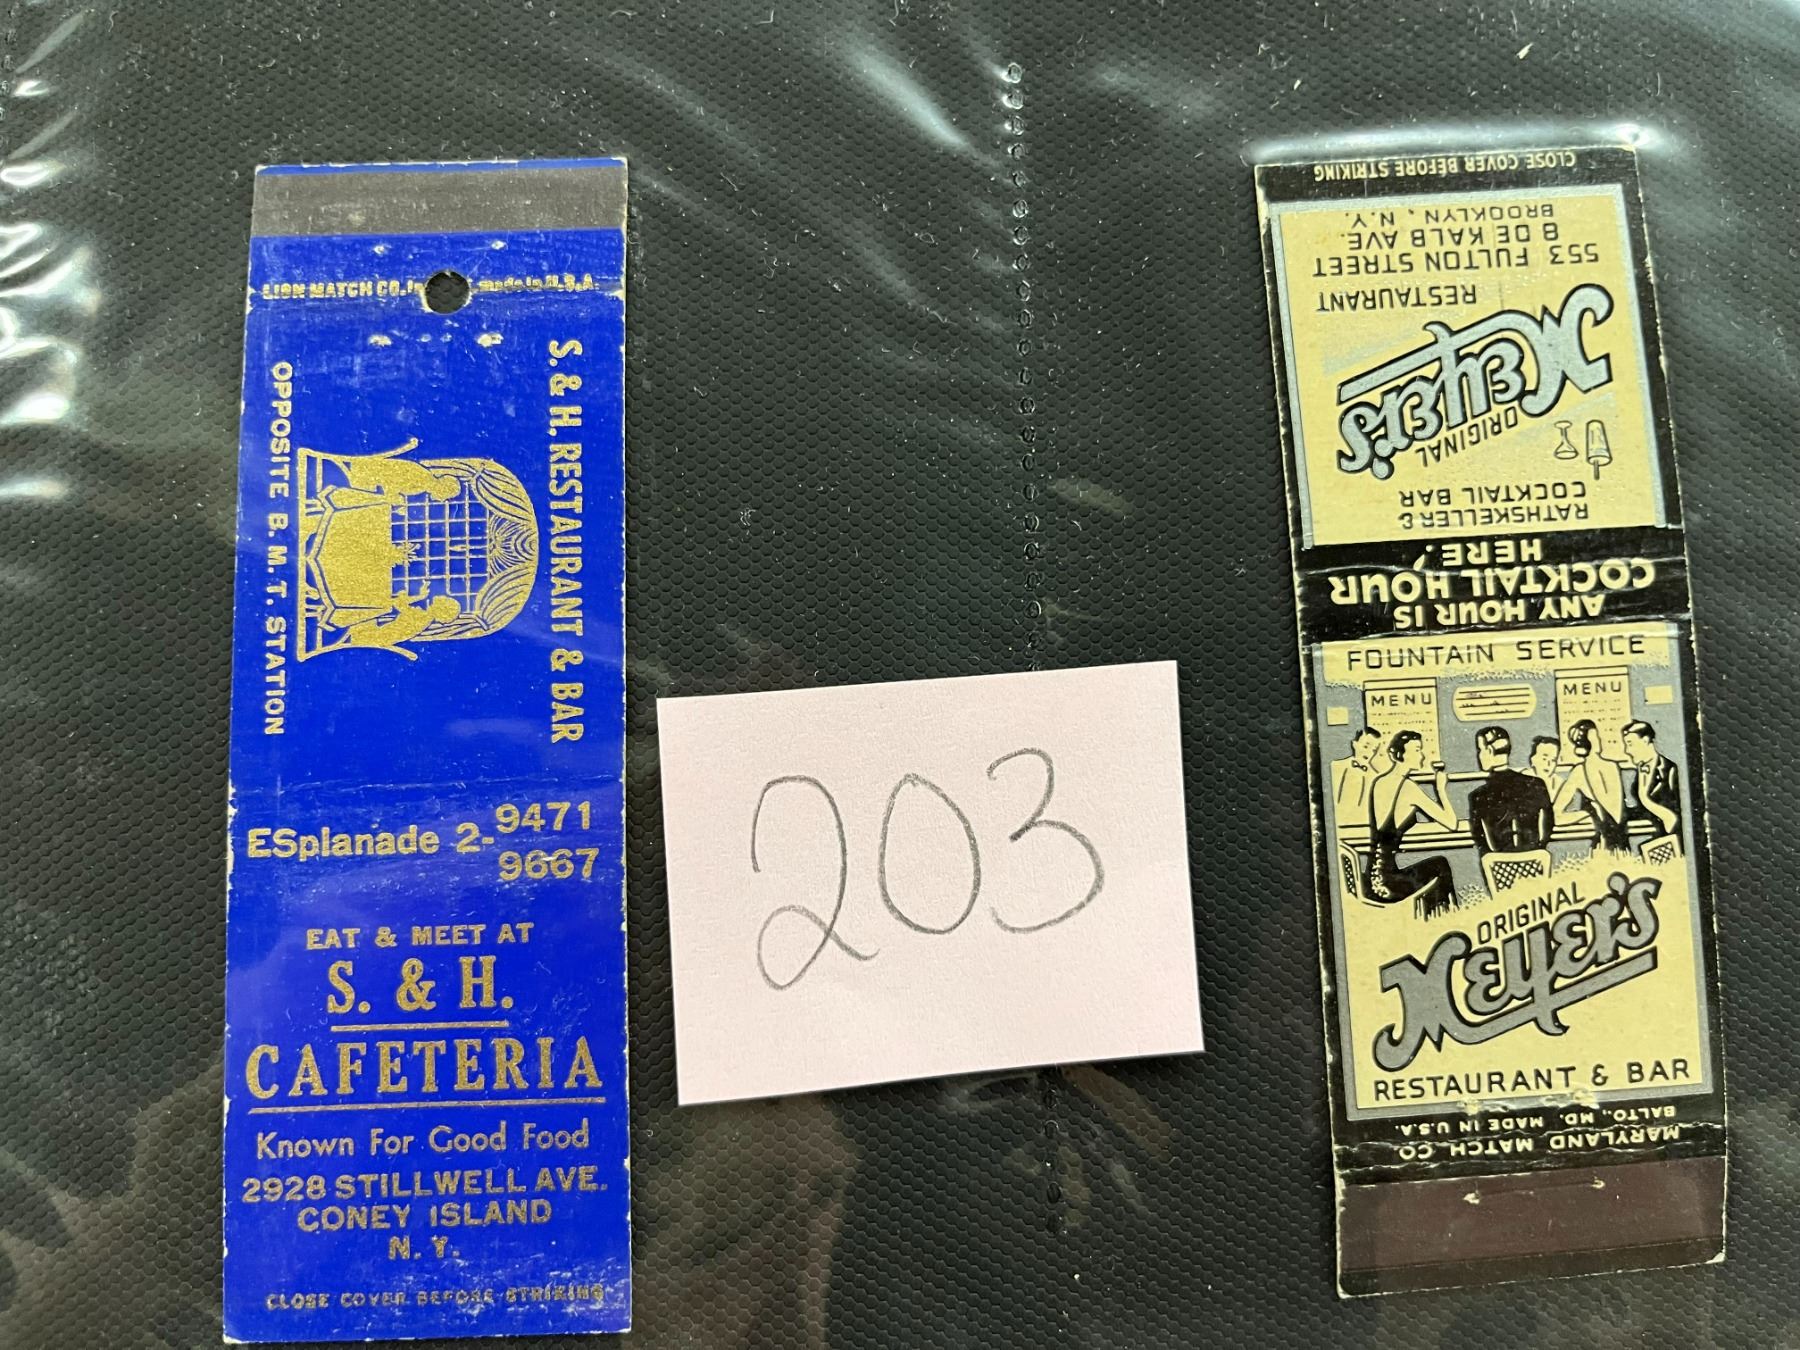 LION MATCH CO. In made in U.S.A.
S. & H. RESTAURANT & BAR
OPPOSITE B. M. T. STATION
ESplanade 2-9471
9667
EAT & MEET AT
S. & H.
CAFETERIA
Known For Good Food
2928 STILLWELL AVE.
CONEY ISLAND
N. Y.
CLOSE COVER BEFORE STRIKING
203
CLOSE COVER BEFORE STRIKING
RATHSKELLER &
COCKTAIL BAR
ORIGINAL
Meyer's
RESTAURANT
553 FULTON STREET
8 DE KALB AVE.
BROOKLYN, N.Y.
ANY HOUR IS
COCKTAIL HOUR
HERE!
FOUNTAIN SERVICE
MENU
MENU
ORIGINAL
Meyer's
RESTAURANT & BAR
MARYLAND MATCH CO.
BALTO., MD. MADE IN U.S.A.